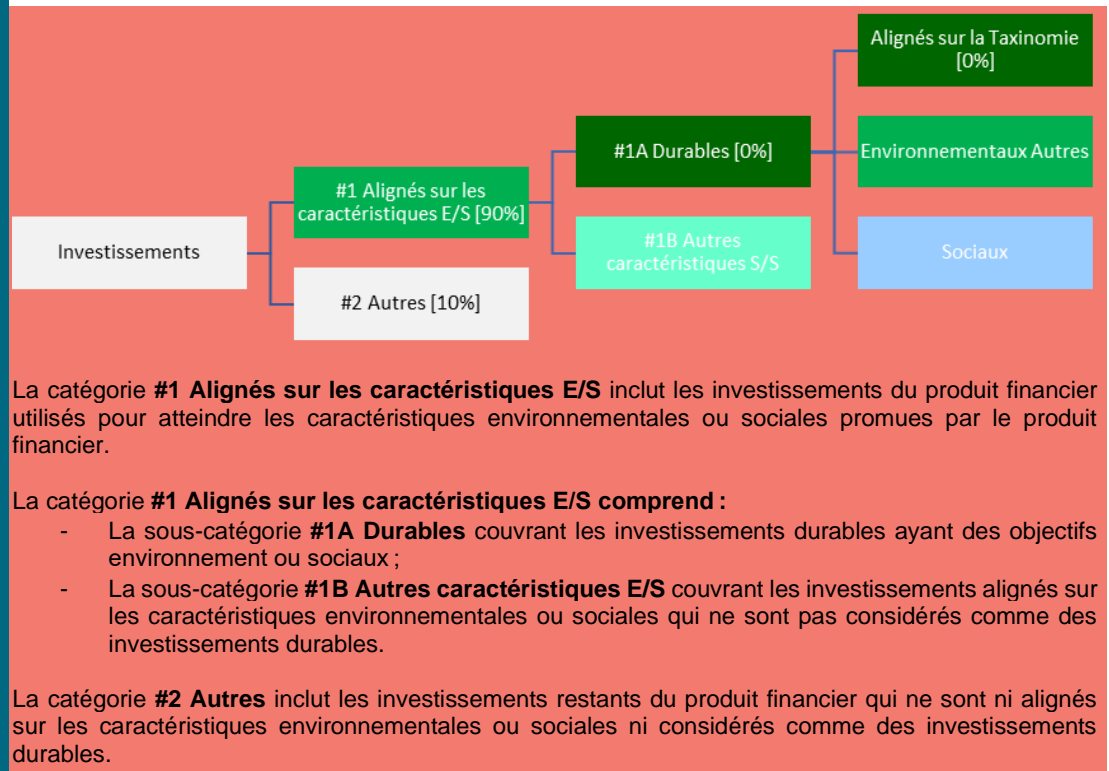 Alignés sur la Taxinomie
[0%]
#1A Durables [0%]
Environnementaux Autres
#1 Alignés sur les
caractéristiques E/S [90%]
Investissements
#1B Autres
caractéristiques S/S
Sociaux
#2 Autres [10%]
La catégorie #1 Alignés sur les caractéristiques E/S inclut les investissements du produit financier
utilisés pour atteindre les caractéristiques environnementales ou sociales promues par le produit
financier.
La catégorie #1 Alignés sur les caractéristiques E/S comprend :
- La sous-catégorie #1A Durables couvrant les investissements durables ayant des objectifs
environnement ou sociaux ;
- La sous-catégorie #1B Autres caractéristiques E/S couvrant les investissements alignés sur
les caractéristiques environnementales ou sociales qui ne sont pas considérés comme des
investissements durables.
La catégorie #2 Autres inclut les investissements restants du produit financier qui ne sont ni alignés
sur les caractéristiques environnementales ou sociales ni considérés comme des investissements
durables.